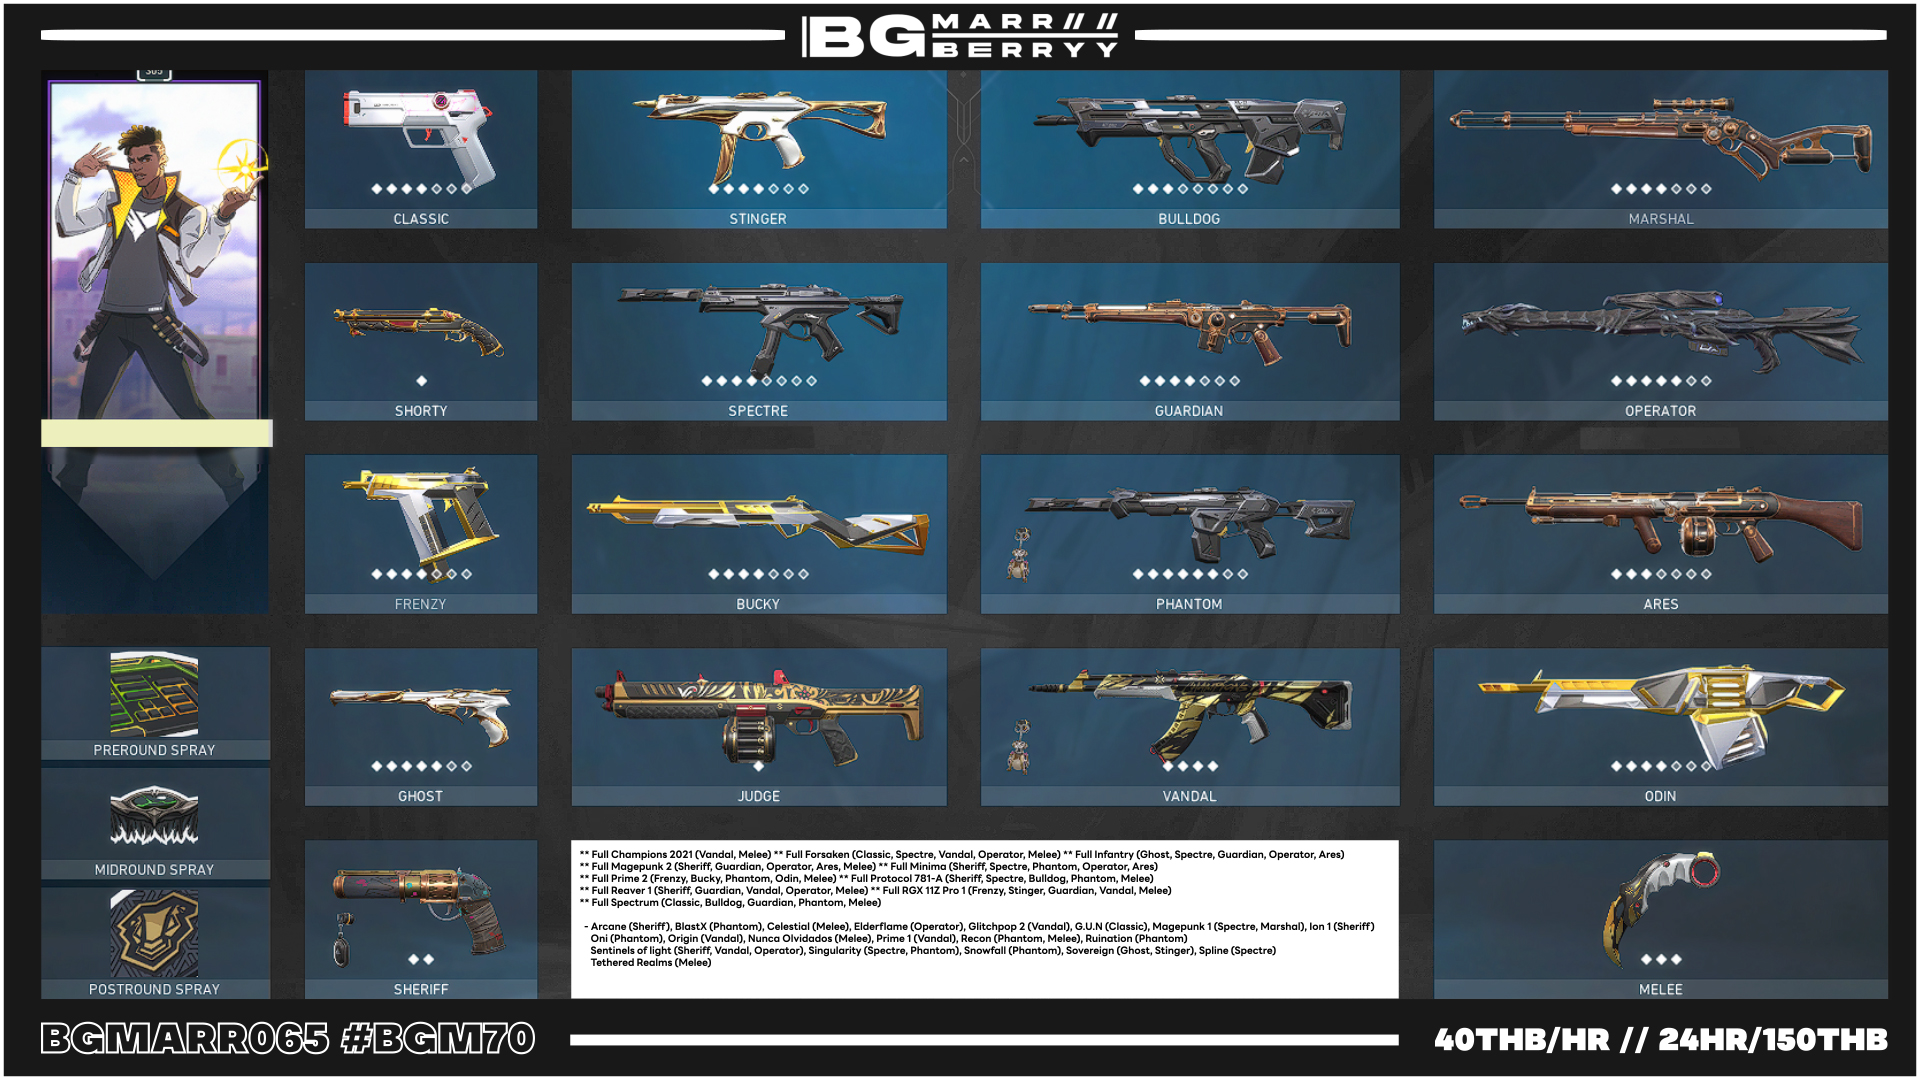 BG MARR// //
BERRYY
365
CLASSIC
STINGER
BULLDOG
MARSHAL
SHORTY
SPECTRE
GUARDIAN
OPERATOR
FRENZY
BUCKY
PHANTOM
ARES
PREROUND SPRAY
GHOST
JUDGE
VANDAL
ODIN
MIDROUND SPRAY
POSTROUND SPRAY
SHERIFF
** Full Champions 2021 (Vandal, Melee) ** Full Forsaken (Classic, Spectre, Vandal, Operator, Melee) ** Full Infantry (Ghost, Spectre, Guardian, Operator, Ares)
** Full Magepunk 2 (Sheriff, Guardian, Operator, Ares, Melee) ** Full Minima (Sheriff, Spectre, Phantom, Operator, Ares)
** Full Prime 2 (Frenzy, Bucky, Phantom, Odin, Melee) ** Full Protocol 781-A (Sheriff, Spectre, Bulldog, Phantom, Melee)
** Full Reaver 1 (Sheriff, Guardian, Vandal, Operator, Melee) ** Full RGX 11Z Pro 1 (Frenzy, Stinger, Guardian, Vandal, Melee)
** Full Spectrum (Classic, Bulldog, Guardian, Phantom, Melee)
- Arcane (Sheriff), BlastX (Phantom), Celestial (Melee), Elderflame (Operator), Glitchpop 2 (Vandal), G.U.N (Classic), Magepunk 1 (Spectre, Marshal), Ion 1 (Sheriff)
Oni (Phantom), Origin (Vandal), Nunca Olvidados (Melee), Prime 1 (Vandal), Recon (Phantom, Melee), Ruination (Phantom)
Sentinels of light (Sheriff, Vandal, Operator), Singularity (Spectre, Phantom), Snowfall (Phantom), Sovereign (Ghost, Stinger), Spline (Spectre)
Tethered Realms (Melee)
MELEE
BGMARR065 #BGM70
40THB/HR // 24HR/150THB